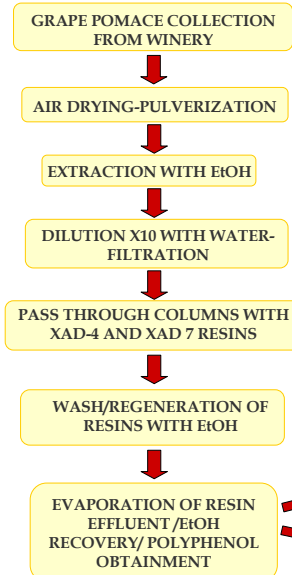 GRAPE POMACE COLLECTION
FROM WINERY
AIR DRYING-PULVERIZATION
EXTRACTION WITH EtOH
DILUTION X10 WITH WATER-
FILTRATION
PASS THROUGH COLUMNS WITH
XAD-4 AND XAD 7 RESINS
WASH/REGENERATION OF
RESINS WITH EtOH
EVAPORATION OF RESIN
EFFLUENT /EtOH
RECOVERY/ POLYPHENOL
OBTAINMENT